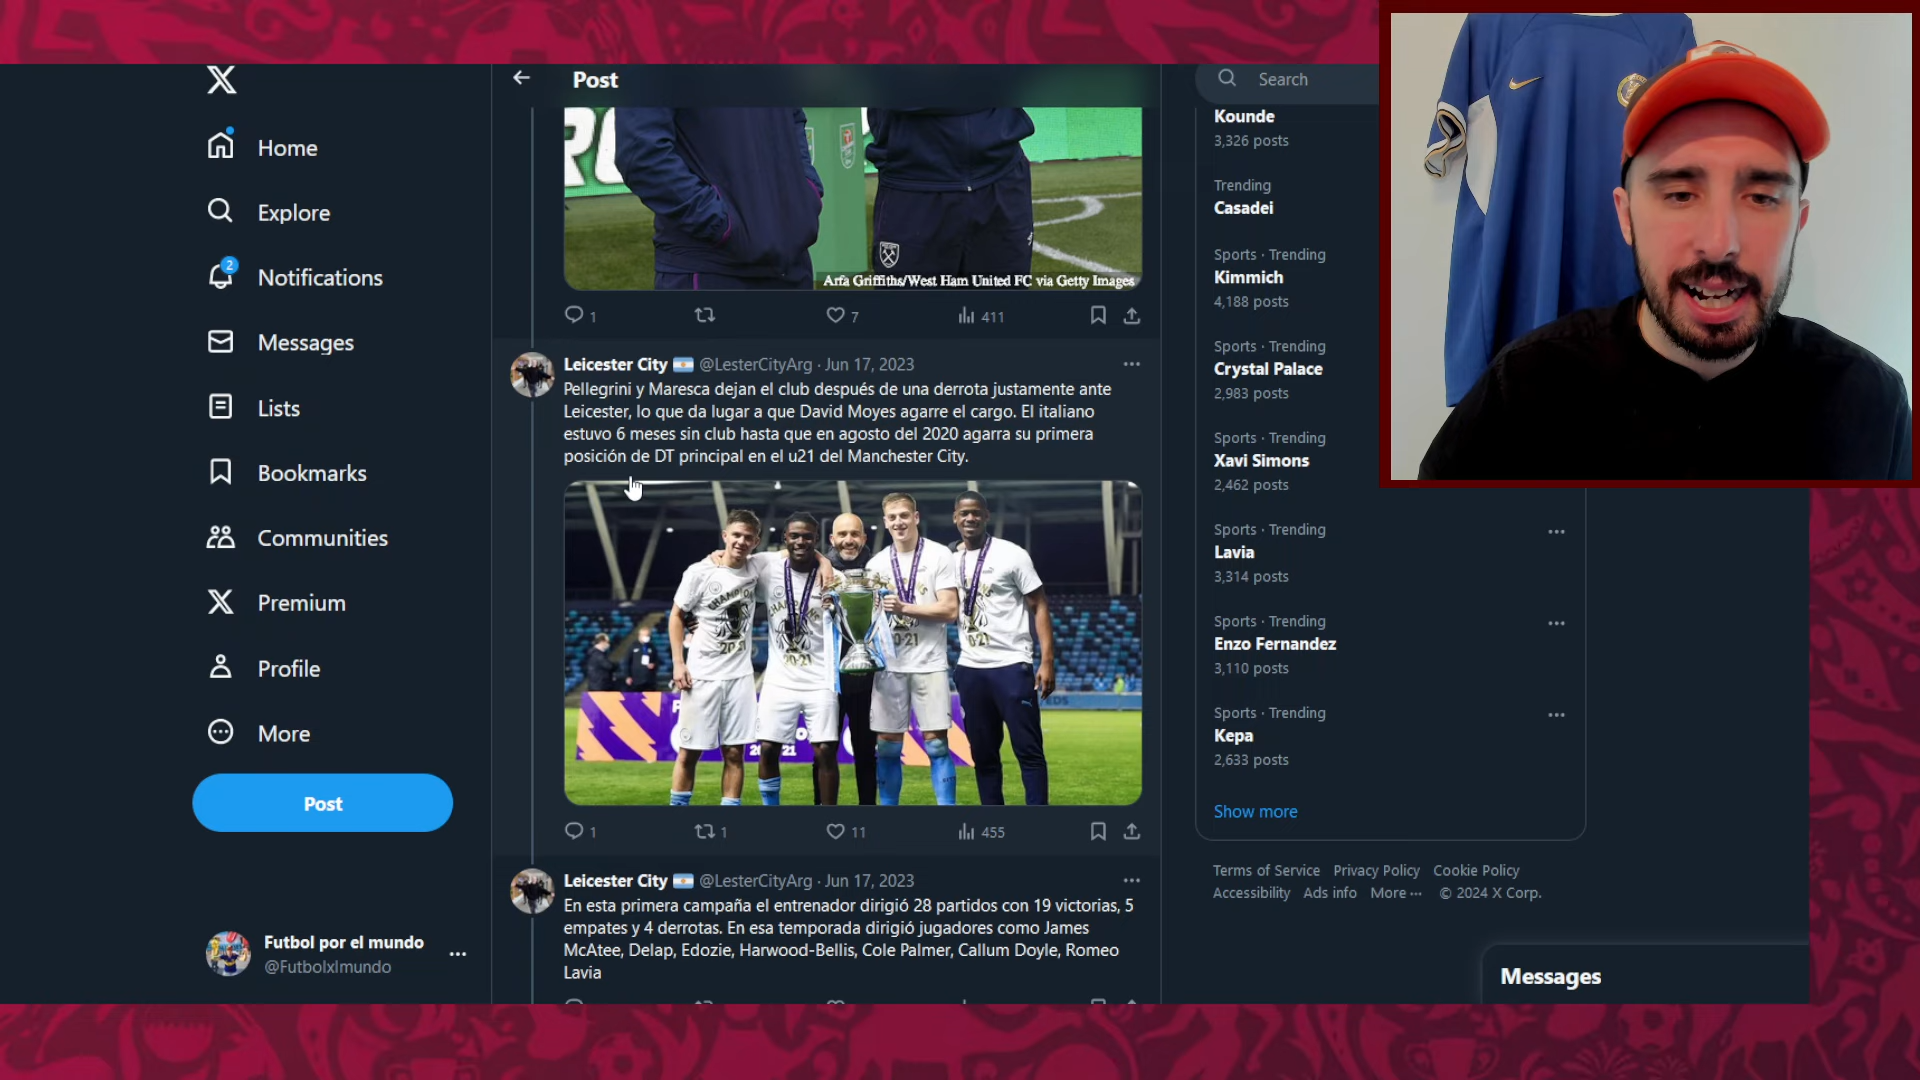 Home
Explore
2
Notifications
Messages
Lists
Bookmarks
Communities
Premium
Profile
More
Post
Futbol por el mundo
@Futbolxlmundo
Post
Arfa Griffiths/West Ham United FC via Getty Images
1
7
411
Leicester City @LesterCityArg · Jun 17, 2023
Pellegrini y Maresca dejan el club después de una derrota justamente ante
Leicester, lo que da lugar a que David Moyes agarre el cargo. El italiano
estuvo 6 meses sin club hasta que en agosto del 2020 agarra su primera
posición de DT principal en el u21 del Manchester City.
20-21
20-21
1
1
11
455
Leicester City @LesterCityArg · Jun 17, 2023
En esta primera campaña el entrenador dirigió 28 partidos con 19 victorias, 5
empates y 4 derrotas. En esa temporada dirigió jugadores como James
McAtee, Delap, Edozie, Harwood-Bellis, Cole Palmer, Callum Doyle, Romeo
Lavia
Search
Kounde
3,326 posts
Trending
Casadei
Sports · Trending
Kimmich
4,188 posts
Sports · Trending
Crystal Palace
2,983 posts
Sports · Trending
Xavi Simons
2,462 posts
Sports · Trending
Lavia
3,314 posts
Sports · Trending
Enzo Fernandez
3,110 posts
Sports · Trending
Kepa
2,633 posts
Show more
Terms of Service Privacy Policy Cookie Policy
Accessibility Ads info More ··· © 2024 X Corp.
Messages